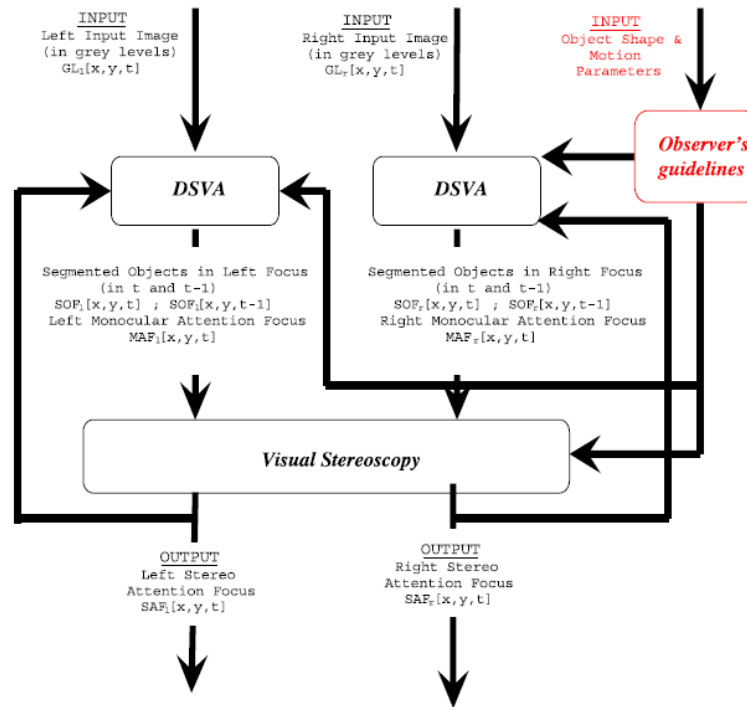 INPUT
Left Input Image
(in grey levels)
GLl[x,y,t]
INPUT
Right Input Image
(in grey levels)
GLr[x,y,t]
INPUT
Object Shape &
Motion
Parameters
Observer's
guidelines
DSVA
DSVA
Segmented Objects in Left Focus
(in t and t-1)
SOFl[x,y,t] ; SOFl[x,y,t-1]
Left Monocular Attention Focus
MAFl[x,y,t]
Segmented Objects in Right Focus
(in t and t-1)
SOFr[x,y,t] ; SOFr[x,y,t-1]
Right Monocular Attention Focus
MAFr[x,y,t]
Visual Stereoscopy
OUTPUT
Left Stereo
Attention Focus
SAFl[x,y,t]
OUTPUT
Right Stereo
Attention Focus
SAFr[x,y,t]